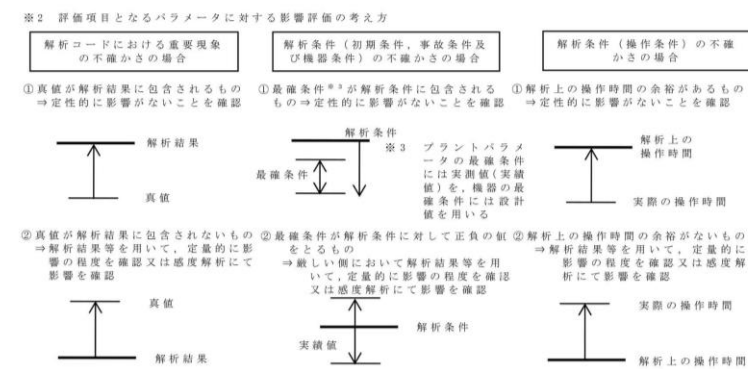 ※2 評価項目となるパラメータに対する影響評価の考え方
解析コードにおける重要現象
の不確かさの場合
①真値が解析結果に包含されるもの
⇒定性的に影響がないことを確認
解析結果
真値
②真値が解析結果に包含されないもの
⇒解析結果等を用いて，定量的に影
響の程度を確認又は感度解析にて
影響を確認
真値
解析結果
解析条件（初期条件，事故条件及
び機器条件）の不確かさの場合
①最確条件※3が解析条件に包含される
もの⇒定性的に影響がないことを確認
解析条件
最確条件
※3 プラントパラメ
ータの最確条件
には実測値(実績
値)を，機器の最
確条件には設計
値を用いる
②最確条件が解析条件に対して正負の値
をとるもの
⇒厳しい側において解析結果等を用
いて，定量的に影響の程度を確認
又は感度解析にて影響を確認
解析条件
実績値
解析条件（操作条件）の不確
かさの場合
①解析上の操作時間の余裕があるもの
⇒定性的に影響がないことを確認
解析上の
操作時間
実際の操作時間
②解析上の操作時間の余裕がないもの
⇒解析結果等を用いて，定量的に
影響の程度を確認又は感度解
析にて影響を確認
実際の操作時間
解析上の操作時間